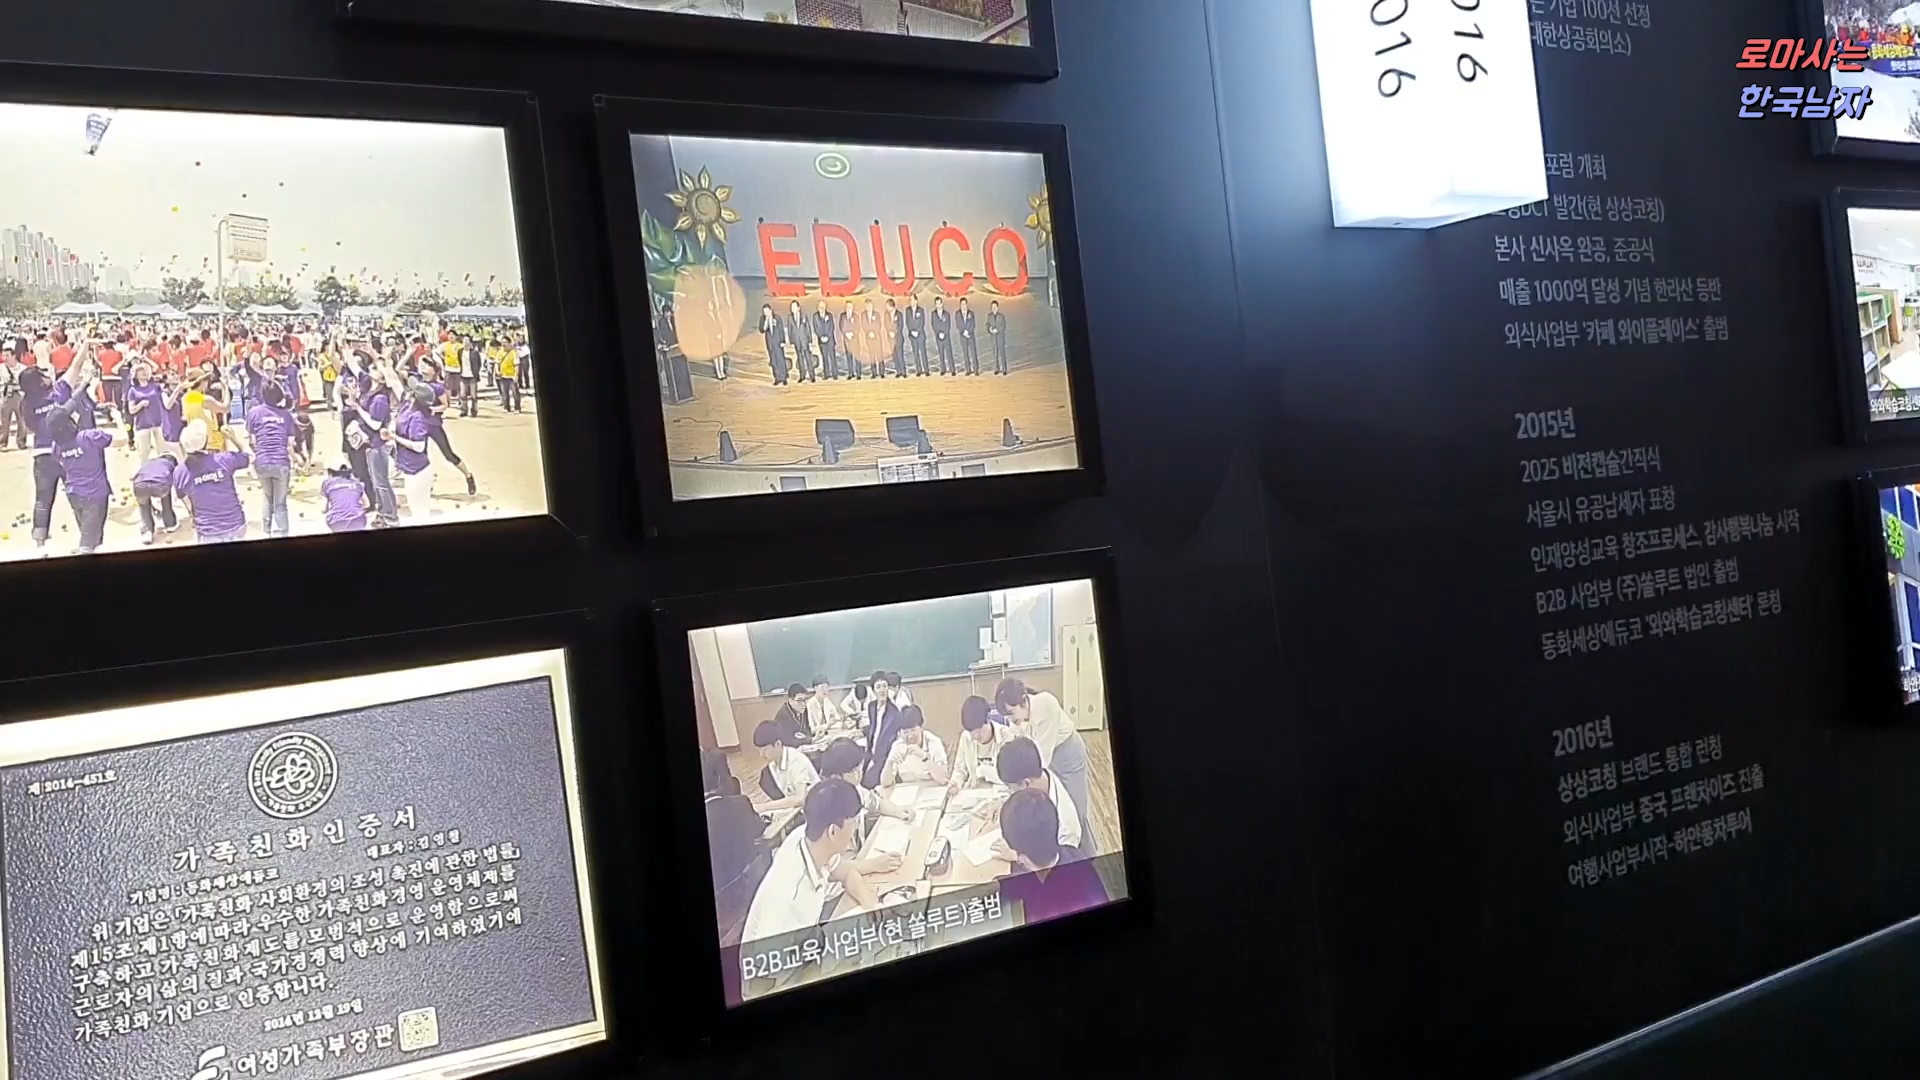 로마사는
한국남자
016
016
기업 100선 선정
대한상공회의소)
포럼 개최
발간(현 상상코칭)
본사 신사옥 완공, 준공식
매출 1000억 달성 기념 한라산 등반
외식사업부 '카페 와이플레이스' 출범
2015년
2025 비전캡슐간직식
서울시 유공납세자 표창
인재양성교육 창조프로세스, 감사행복나눔 시작
B2B 사업부 (주)쏠루트 법인 출범
동화세상에듀코 '와와학습코칭센터' 론칭
2016년
상상코칭 브랜드 통합 런칭
외식사업부 중국 프랜차이즈 진출
여행사업부시작-하안풍차투어
EDUCO
B2B교육사업부(현 쏠루트)출범
제 2014-451호
가족친화인증서
대표자 : 김영철
기업명 : 동화세상에듀코
위 기업은 「가족친화 사회환경의 조성 촉진에 관한 법률」
제15조 제1항에 따라 우수한 가족친화경영 운영체제를
구축하고 가족친화제도를 모범적으로 운영함으로써
근로자의 삶의 질과 국가경쟁력 향상에 기여하였기에
가족친화 기업으로 인증합니다.
2014년 12월 19일
여성가족부장관
와와학습코칭센